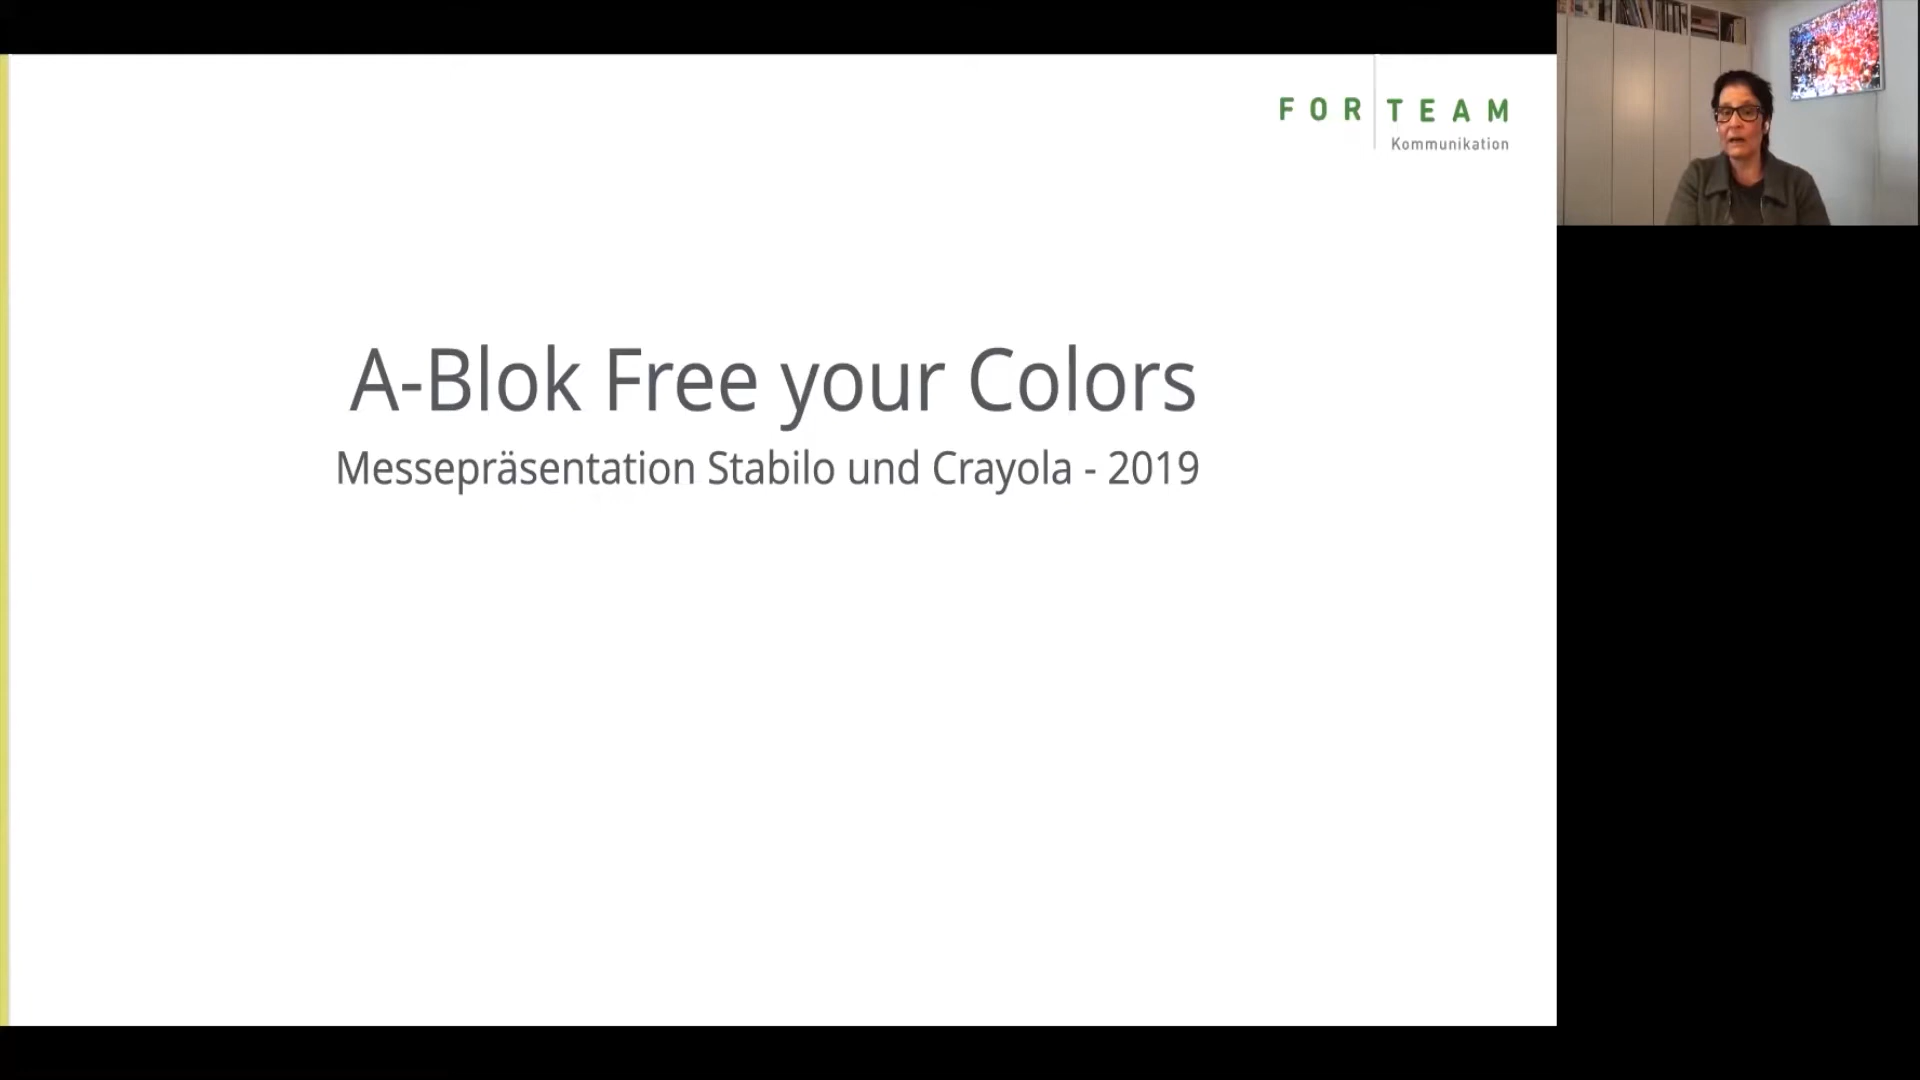 FOR TEAM
Kommunikation
A-Blok Free your Colors
Messepräsentation Stabilo und Crayola - 2019